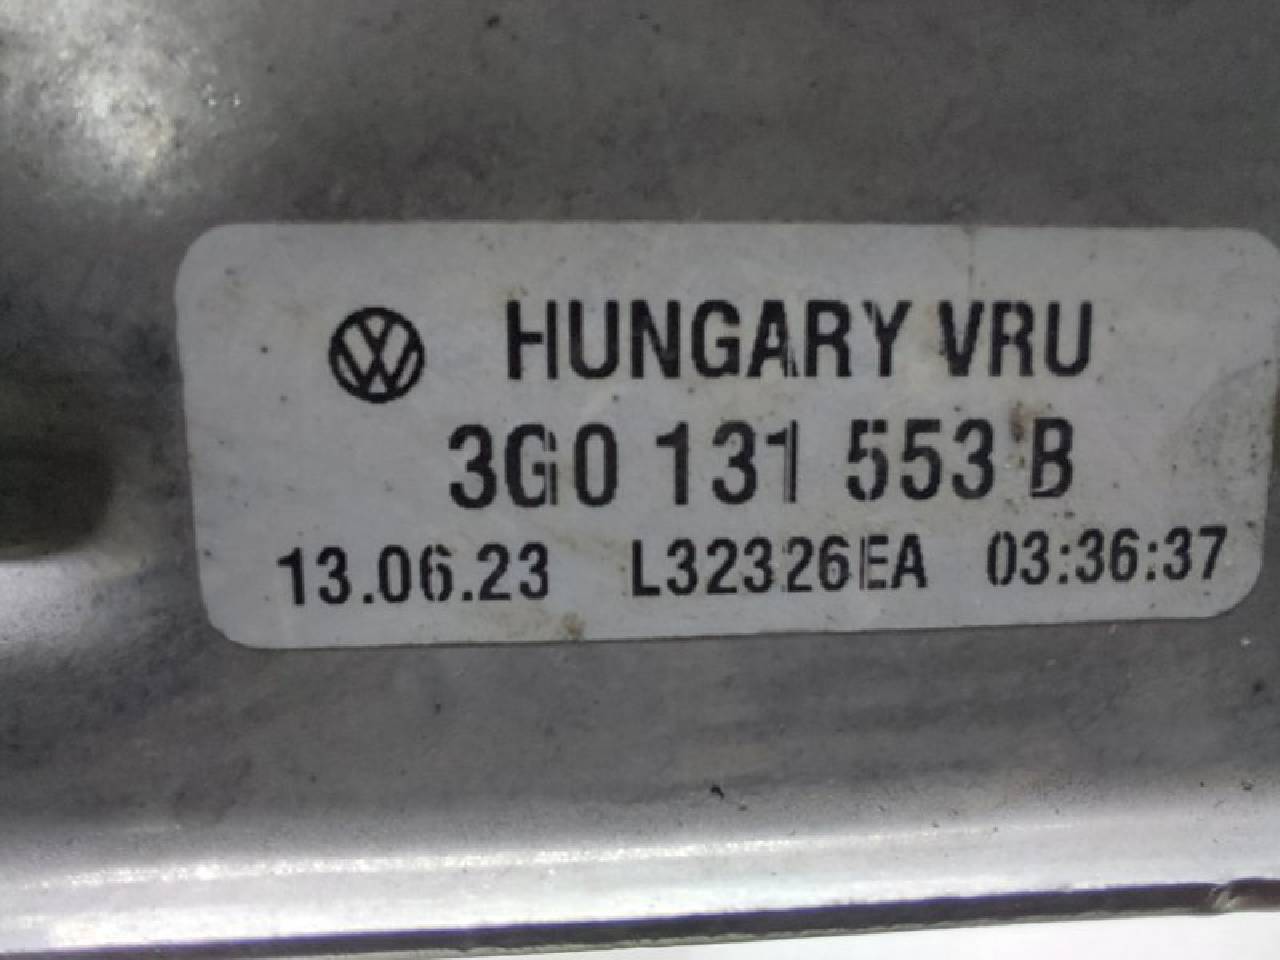 HUNGARY VRU
3G0 131 553 B
13.06.23 L32326EA 03:36:37